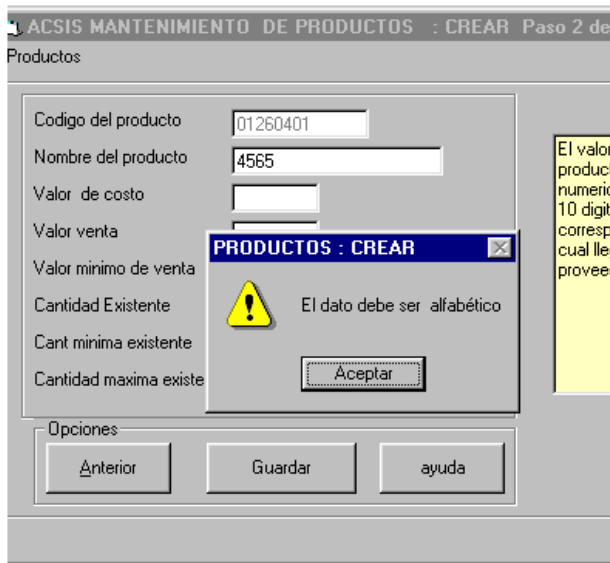 ACSIS MANTENIMIENTO DE PRODUCTOS : CREAR Paso 2 de
Productos
Codigo del producto 01260401
Nombre del producto 4565
Valor de costo
Valor venta
Valor minimo de venta
Cantidad Existente
Cant minima existente
Cantidad maxima existe
PRODUCTOS : CREAR
El dato debe ser alfabético
Aceptar
El valor
produc
numeric
10 digit
corresp
cual lle
provee
Opciones
Anterior Guardar ayuda